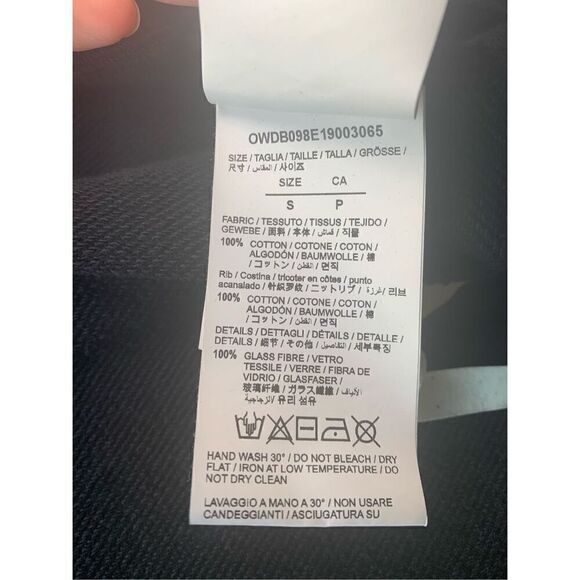 OWDB098E19003065
SIZE / TAGLIA / TAILLE / TALLA / GRÖSSE /
尺寸 / المقاس / 사이즈
SIZE CA
S P
FABRIC / TESSUTO / TISSUS / TEJIDO /
GEWEBE / 面料 / 本体 / قماش / 직물
100% COTTON / COTONE / COTON /
ALGODÓN / BAUMWOLLE / 棉
/ コットン / القطن / 면직
Rib / Costina / tricoter en côtes / punto
acanalado / 针织罗纹 / ニットリブ / غرزة / 리브
100% COTTON / COTONE / COTON /
ALGODÓN / BAUMWOLLE / 棉
/ コットン / القطن / 면직
DETAILS / DETTAGLI / DÉTAILS / DETALLE /
DETAILS / 细节 / その他 / التفاصيل / 세부특징
100% GLASS FIBRE / VETRO
TESSILE / VERRE / FIBRA DE
VIDRIO / GLASFASER /
玻璃纤维 / ガラス繊維 / الألياف
الزجاجية / 유리 섬유
HAND WASH 30° / DO NOT BLEACH / DRY
FLAT / IRON AT LOW TEMPERATURE / DO
NOT DRY CLEAN
LAVAGGIO A MANO A 30° / NON USARE
CANDEGGIANTI / ASCIUGATURA SU